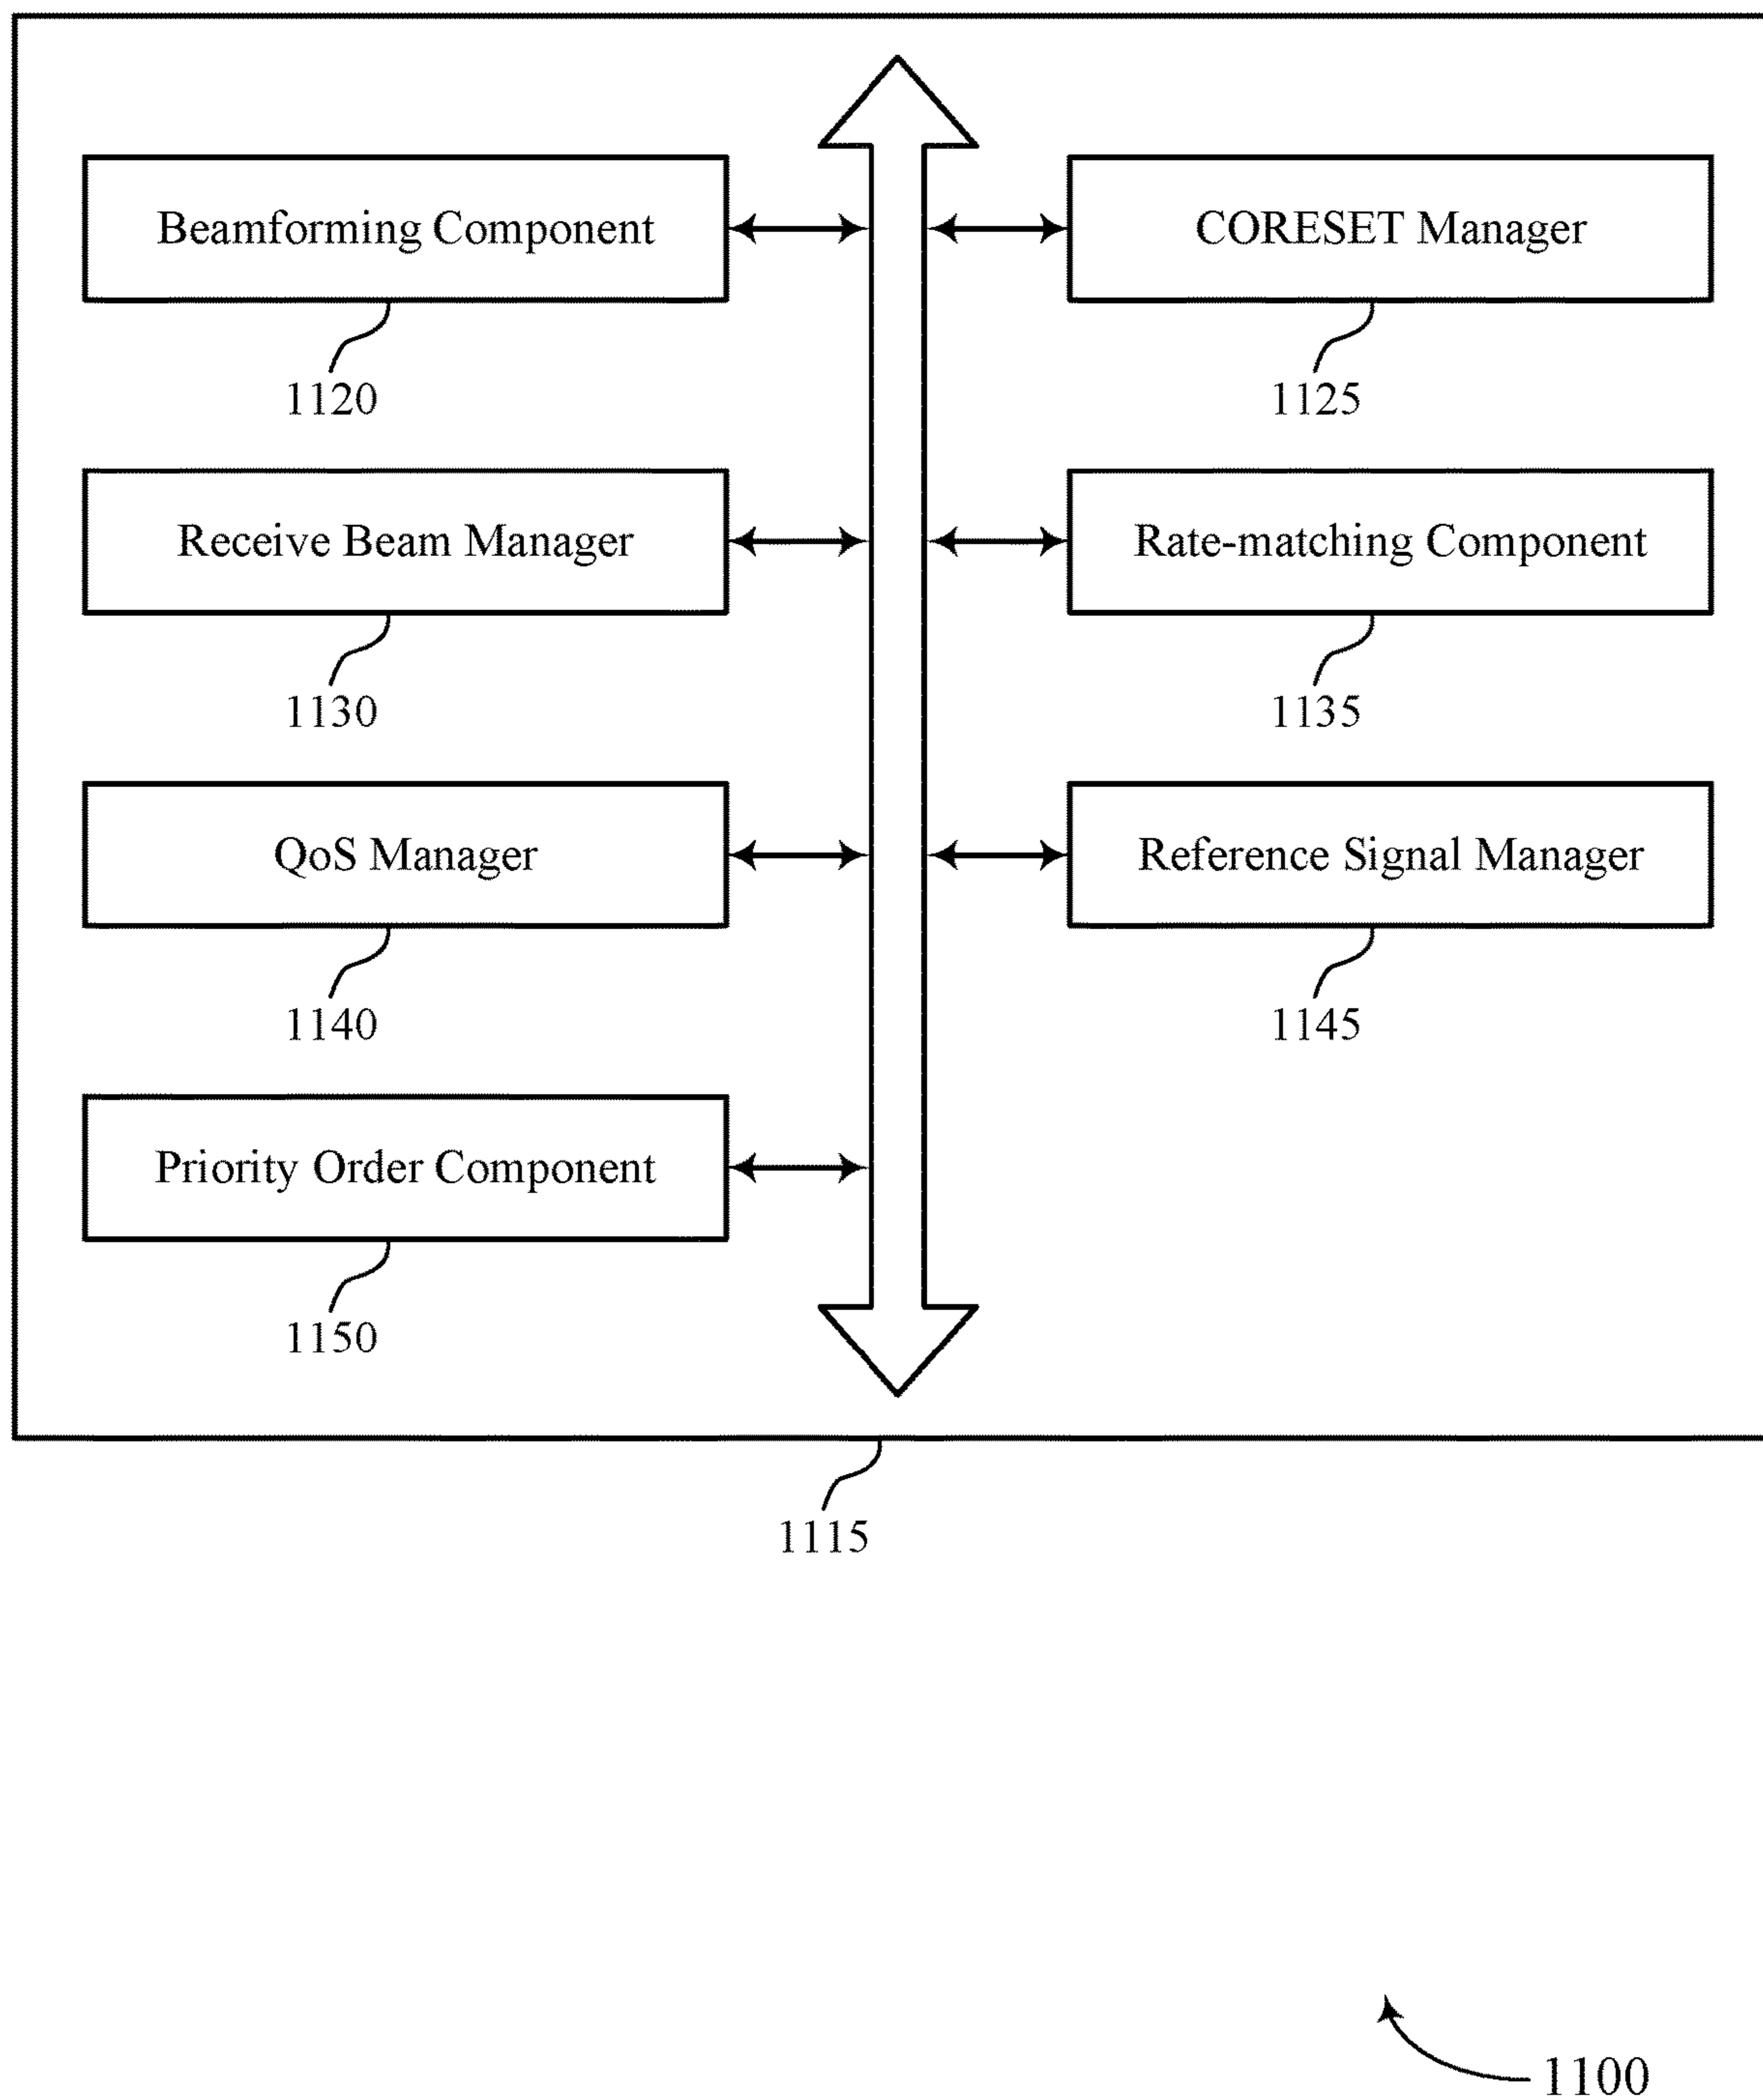 Beamforming Component
CORESET Manager
1120
1125
Receive Beam Manager
Rate-matching Component
1130
1135
QoS Manager
Reference Signal Manager
1140
1145
Priority Order Component
1150
1115
1100